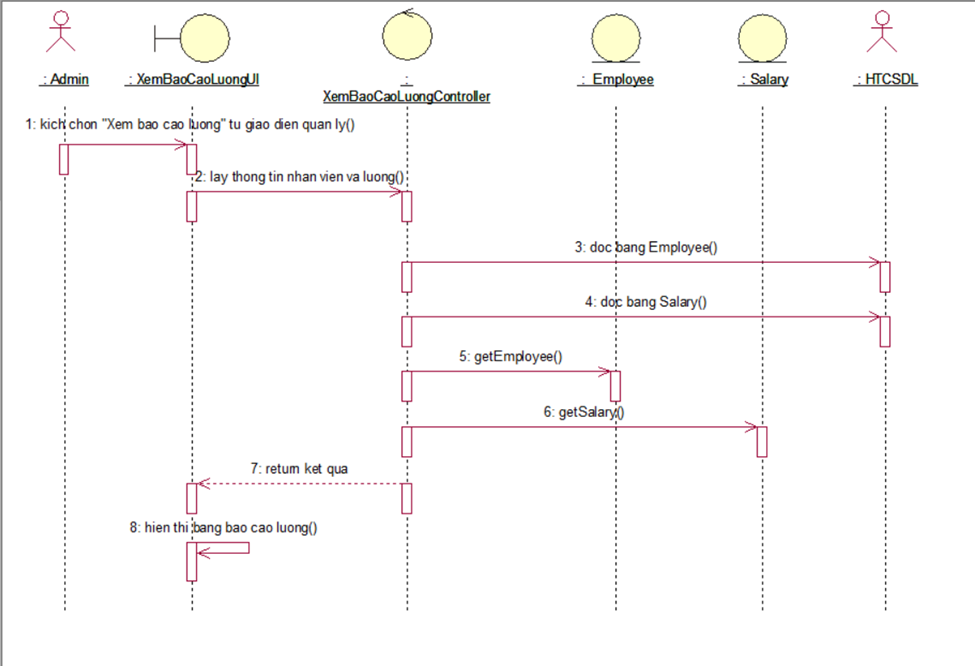 : Admin
: XemBaoCaoLuongUI
:
XemBaoCaoLuongController
: Employee
: Salary
: HTCSDL
1: kich chon "Xem bao cao luong" tu giao dien quan ly()
2: lay thong tin nhan vien va luong()
3: doc bang Employee()
4: doc bang Salary()
5: getEmployee()
6: getSalary()
7: return ket qua
8: hien thi bang bao cao luong()